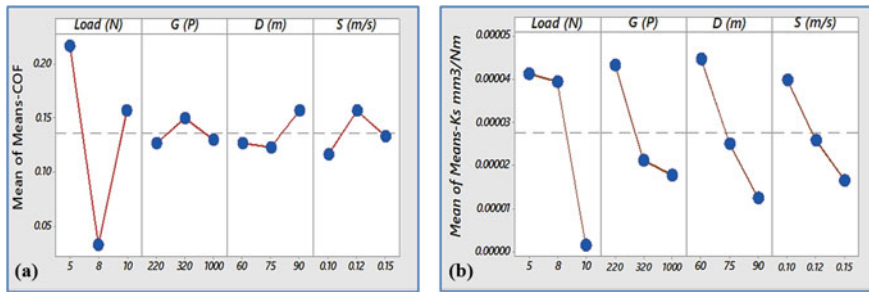 Load (N) G (P) D (m) S (m/s)
Mean of Means-COF
0.20
0.15
0.10
0.05
5 8 10 220 320 1000 60 75 90 0.10 0.12 0.15
(a)
Load (N) G (P) D (m) S (m/s)
Mean of Means-Ks mm3/Nm
0.00005
0.00004
0.00003
0.00002
0.00001
0.00000
5 8 10 220 320 1000 60 75 90 0.10 0.12 0.15
(b)